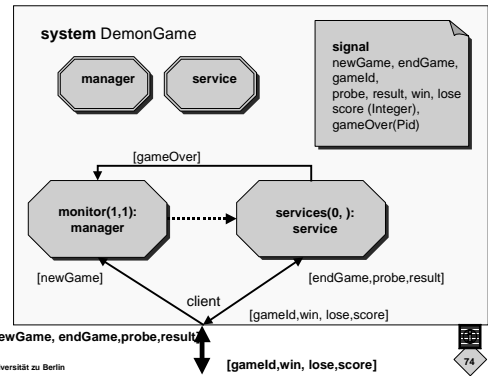 system DemonGame
manager
service
signal
newGame, endGame,
gameId,
probe, result, win, lose
score (Integer),
gameOver(Pid)
[gameOver]
monitor(1,1):
manager
services(0, ):
service
[newGame]
[endGame,probe,result]
client
[gameId,win, lose,score]
ewGame, endGame,probe,result]
iversität zu Berlin
[gameId,win, lose,score]
74